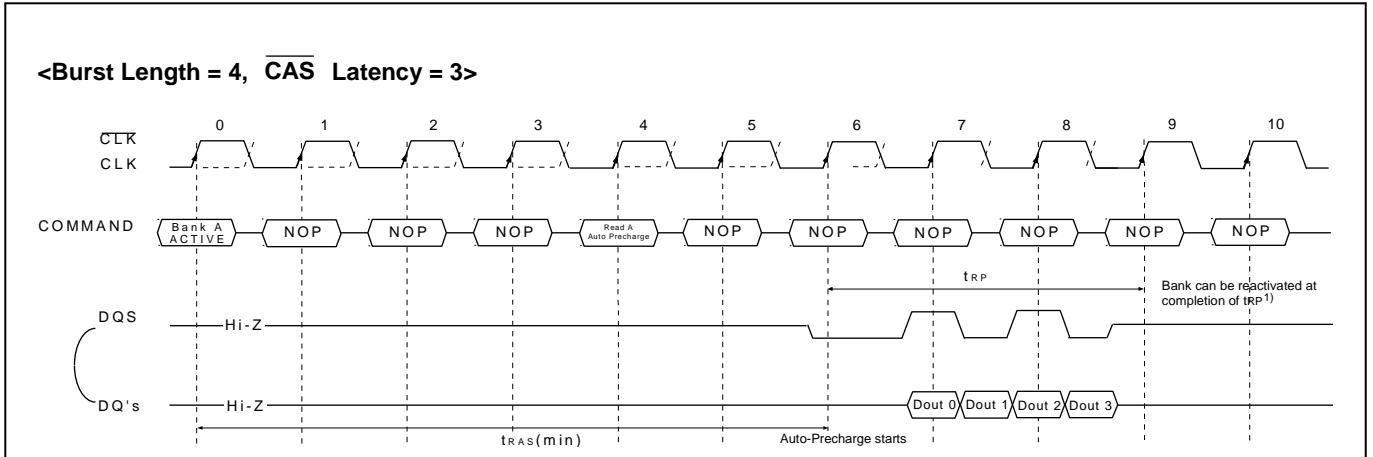 <Burst Length = 4, CAS Latency = 3>
0 1 2 3 4 5 6 7 8 9 10
CLK
CLK
COMMAND
Bank A
ACTIVE
NOP NOP NOP
Read A
Auto Precharge
NOP NOP NOP NOP NOP NOP
tRP
Bank can be reactivated at
completion of tRP1)
DQS
Hi-Z
DQ's
Hi-Z
Dout 0 Dout 1 Dout 2 Dout 3
tRAS(min)
Auto-Precharge starts